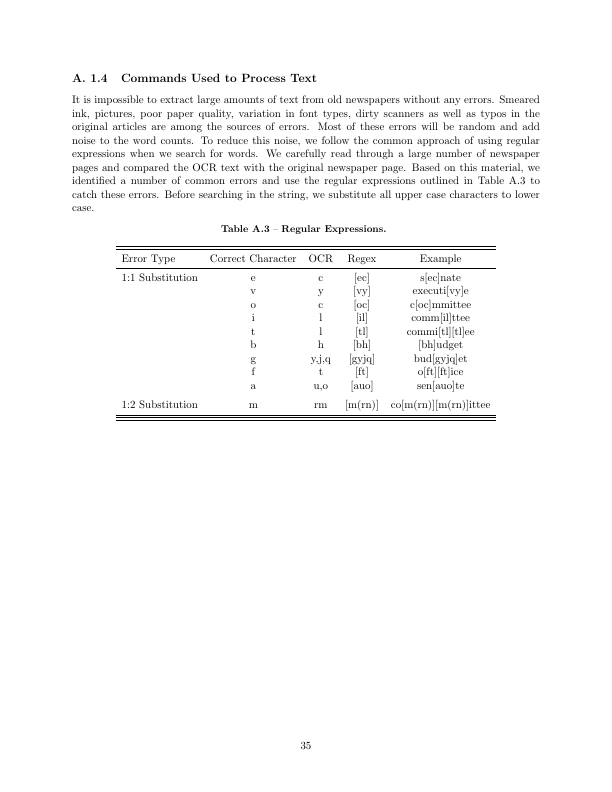 A. 1.4 Commands Used to Process Text
It is impossible to extract large amounts of text from old newspapers without any errors. Smeared
ink, pictures, poor paper quality, variation in font types, dirty scanners as well as typos in the
original articles are among the sources of errors. Most of these errors will be random and add
noise to the word counts. To reduce this noise, we follow the common approach of using regular
expressions when we search for words. We carefully read through a large number of newspaper
pages and compared the OCR text with the original newspaper page. Based on this material, we
identified a number of common errors and use the regular expressions outlined in Table A.3 to
catch these errors. Before searching in the string, we substitute all upper case characters to lower
case.
Table A.3 – Regular Expressions.
Error Type Correct Character OCR Regex Example
1:1 Substitution e c [ec] s[ec]nate
v y [vy] executi[vy]e
o c [oc] c[oc]mmittee
i l [il] comm[il]ttee
t l [tl] commi[tl][tl]ee
b h [bh] [bh]udget
g y,j,q [gyjq] bud[gyjq]et
f t [ft] o[ft][ft]ice
a u,o [auo] sen[auo]te
1:2 Substitution m rm [m(rn)] co[m(rn)][m(rn)]ittee
35